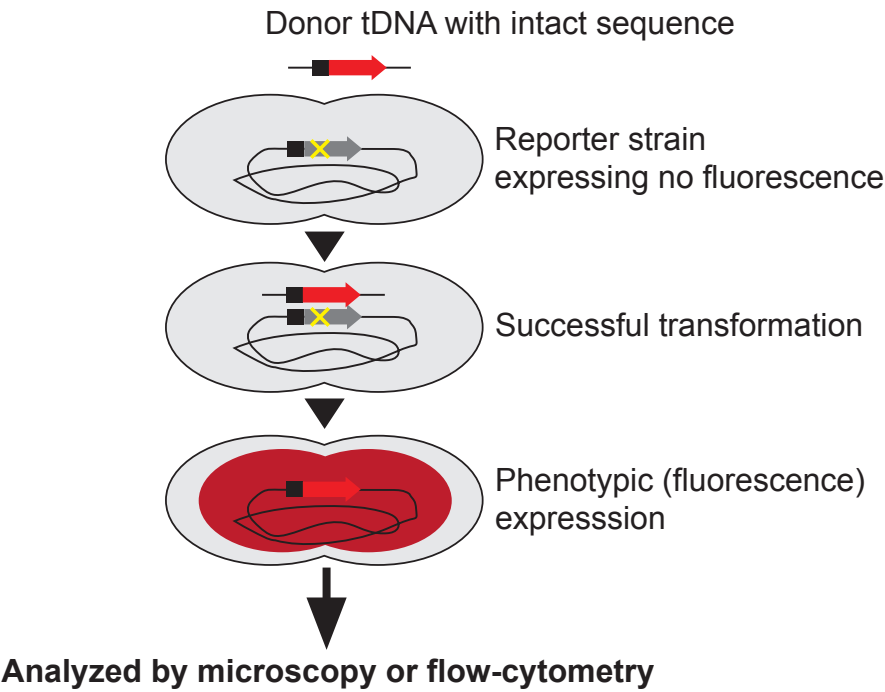 Donor tDNA with intact sequence
Reporter strain
expressing no fluorescence
Successful transformation
Phenotypic (fluorescence)
expresssion
Analyzed by microscopy or flow-cytometry